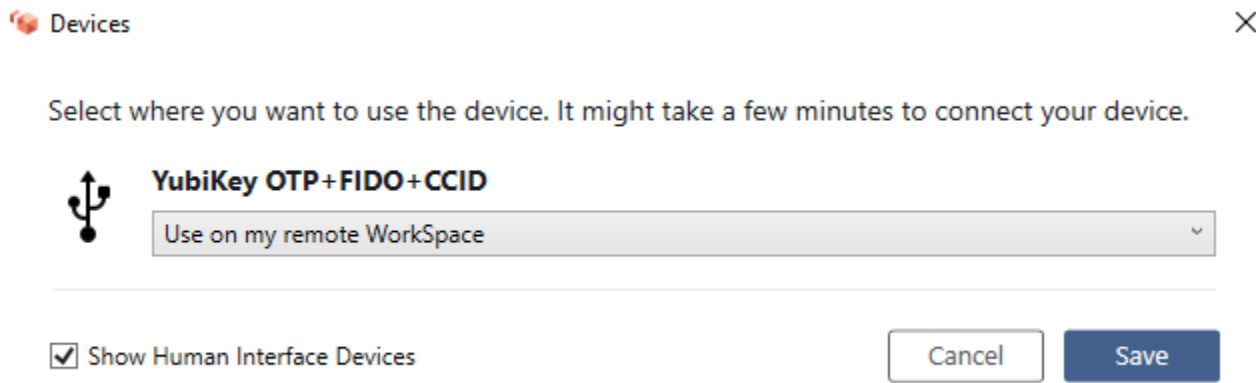 Devices
Select where you want to use the device. It might take a few minutes to connect your device.
YubiKey OTP+FIDO+CCID
Use on my remote WorkSpace
Show Human Interface Devices
Cancel
Save